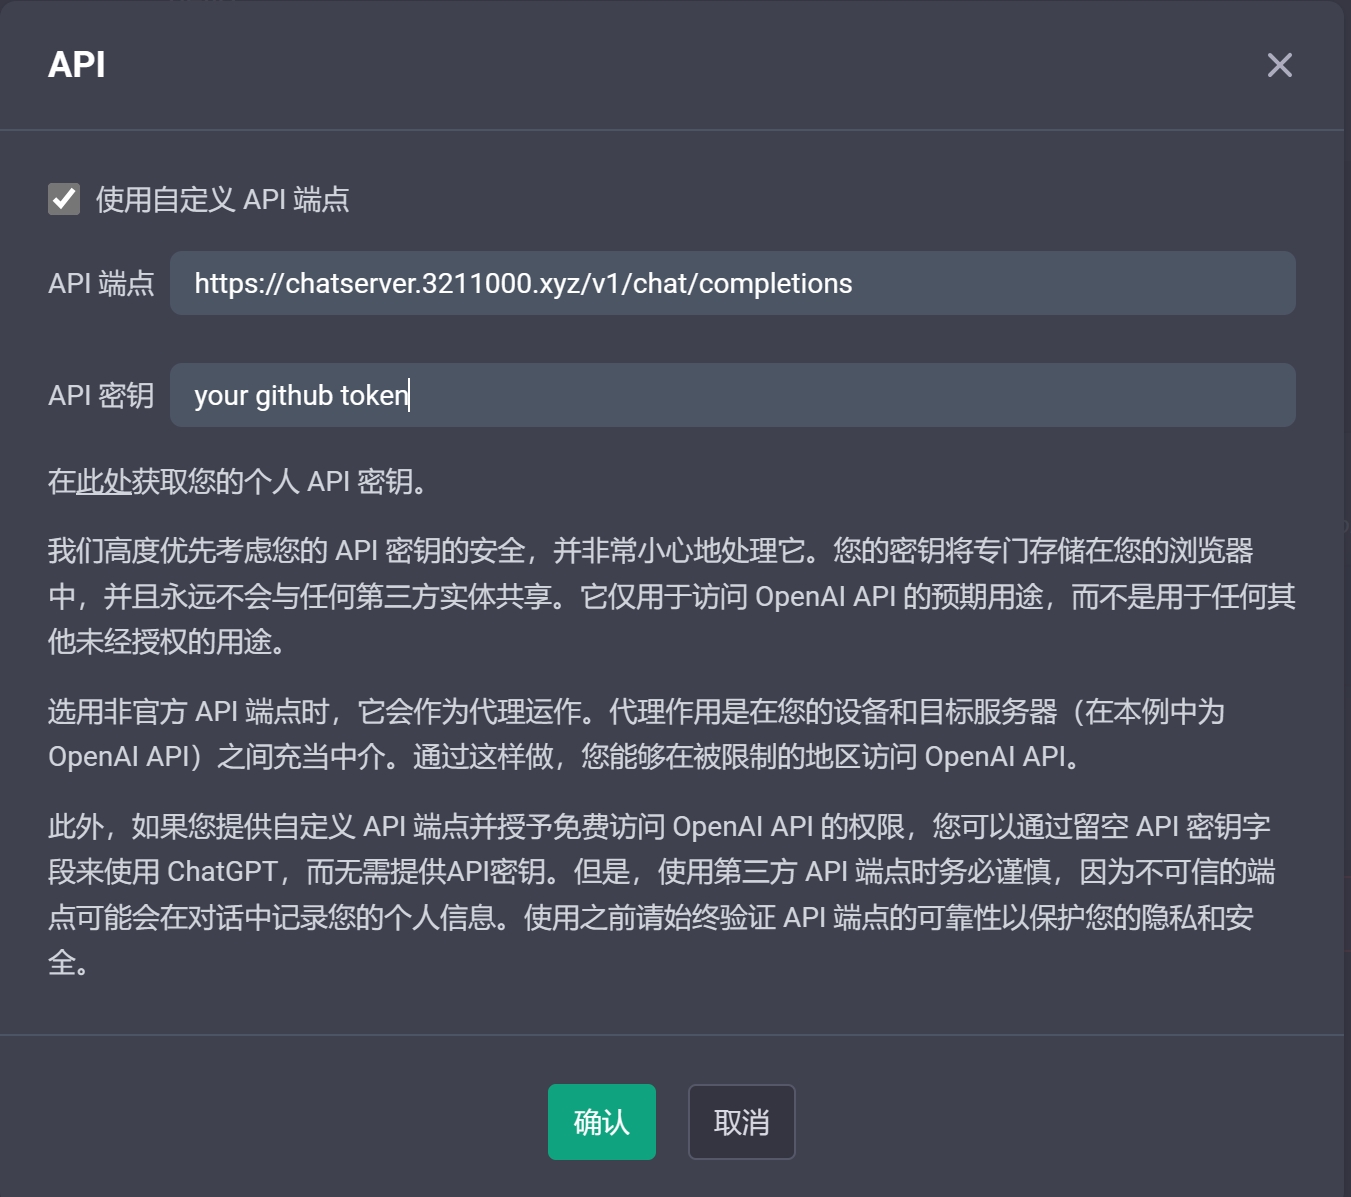 API
使用自定义 API 端点
API 端点
https://chatserver.3211000.xyz/v1/chat/completions
API 密钥
your github token
在此处获取您的个人 API 密钥。
我们高度优先考虑您的 API 密钥的安全，并非常小心地处理它。您的密钥将专门存储在您的浏览器
中，并且永远不会与任何第三方实体共享。它仅用于访问 OpenAI API 的预期用途，而不是用于任何其
他未经授权的用途。
选用非官方 API 端点时，它会作为代理运作。代理作用是在您的设备和目标服务器（在本例中为
OpenAI API）之间充当中介。通过这样做，您能够在被限制的地区访问 OpenAI API。
此外，如果您提供自定义 API 端点并授予免费访问 OpenAI API 的权限，您可以通过留空 API 密钥字
段来使用 ChatGPT，而无需提供API密钥。但是，使用第三方 API 端点时务必谨慎，因为不可信的端
点可能会在对话中记录您的个人信息。使用之前请始终验证 API 端点的可靠性以保护您的隐私和安
全。
确认
取消